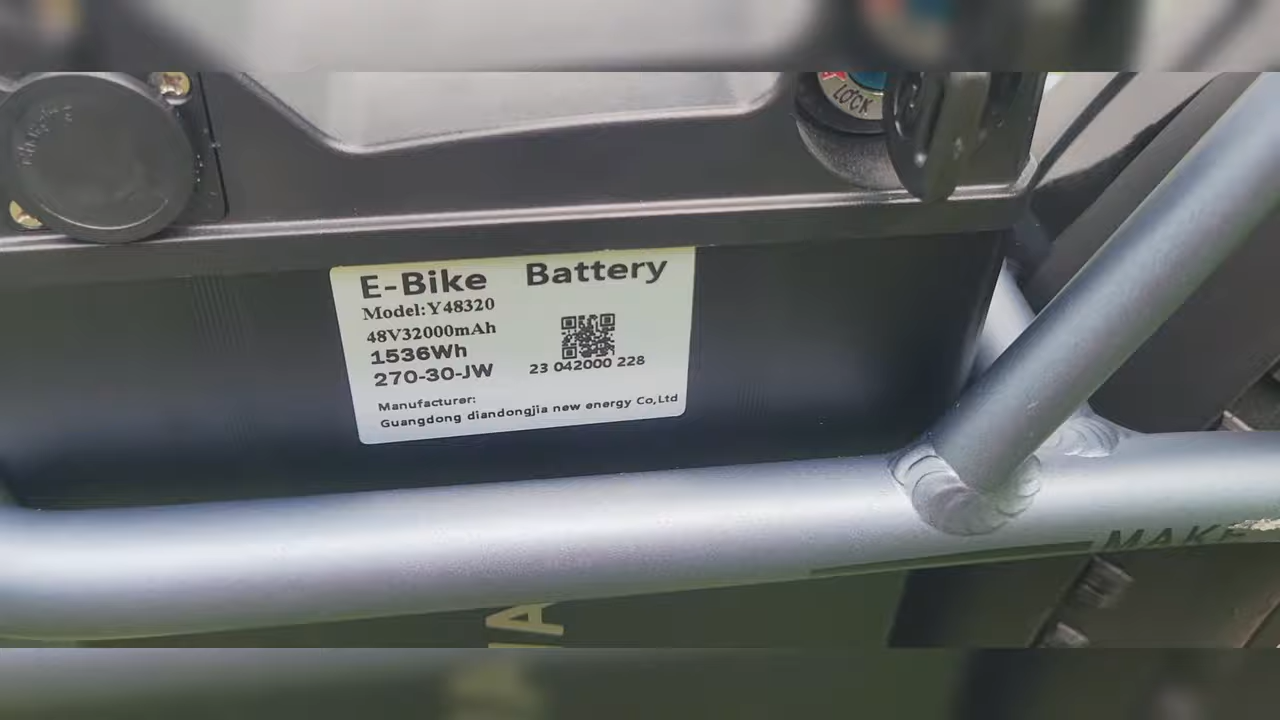 LOCK
E-Bike Battery
Model:Y48320
48V32000mAh
1536Wh
270-30-JW
23 042000 228
Manufacturer:
Guangdong diandongjia new energy Co,Ltd
MAKE